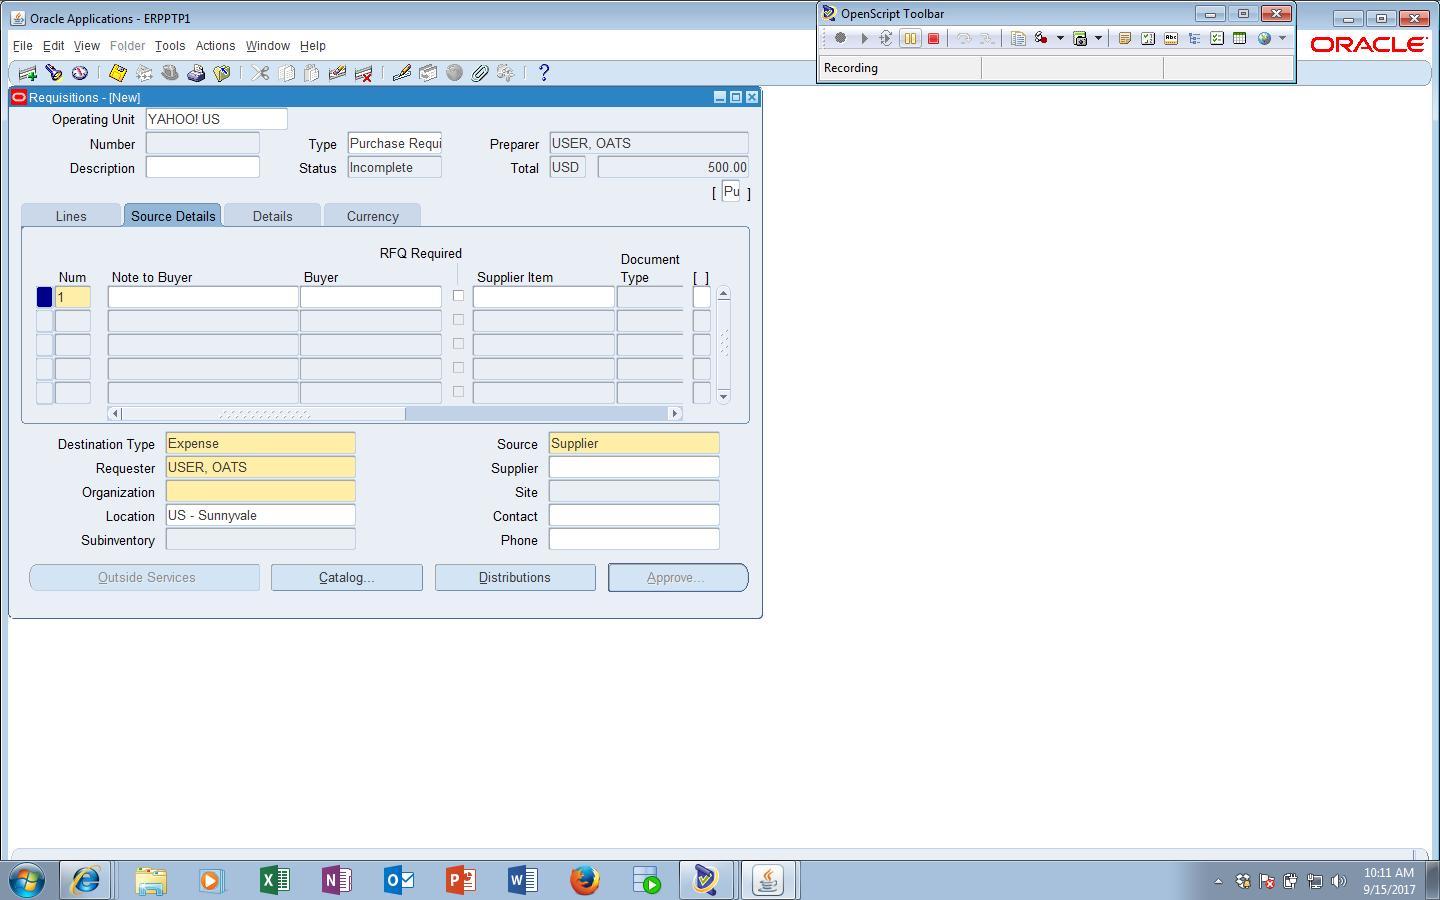 Oracle Applications - ERPPTP1
OpenScript Toolbar
File Edit View Folder Tools Actions Window Help
ORACLE
Recording
Requisitions - [New]
Operating Unit YAHOO! US
Number Type Purchase Requi Preparer USER, OATS
Description Status Incomplete Total USD 500.00
[ Pu ]
Lines Source Details Details Currency
RFQ Required
Document
Num Note to Buyer Buyer Supplier Item Type [ ]
1
Destination Type Expense Source Supplier
Requester USER, OATS Supplier
Organization Site
Location US - Sunnyvale Contact
Subinventory Phone
Outside Services Catalog... Distributions Approve...
10:11 AM
9/15/2017